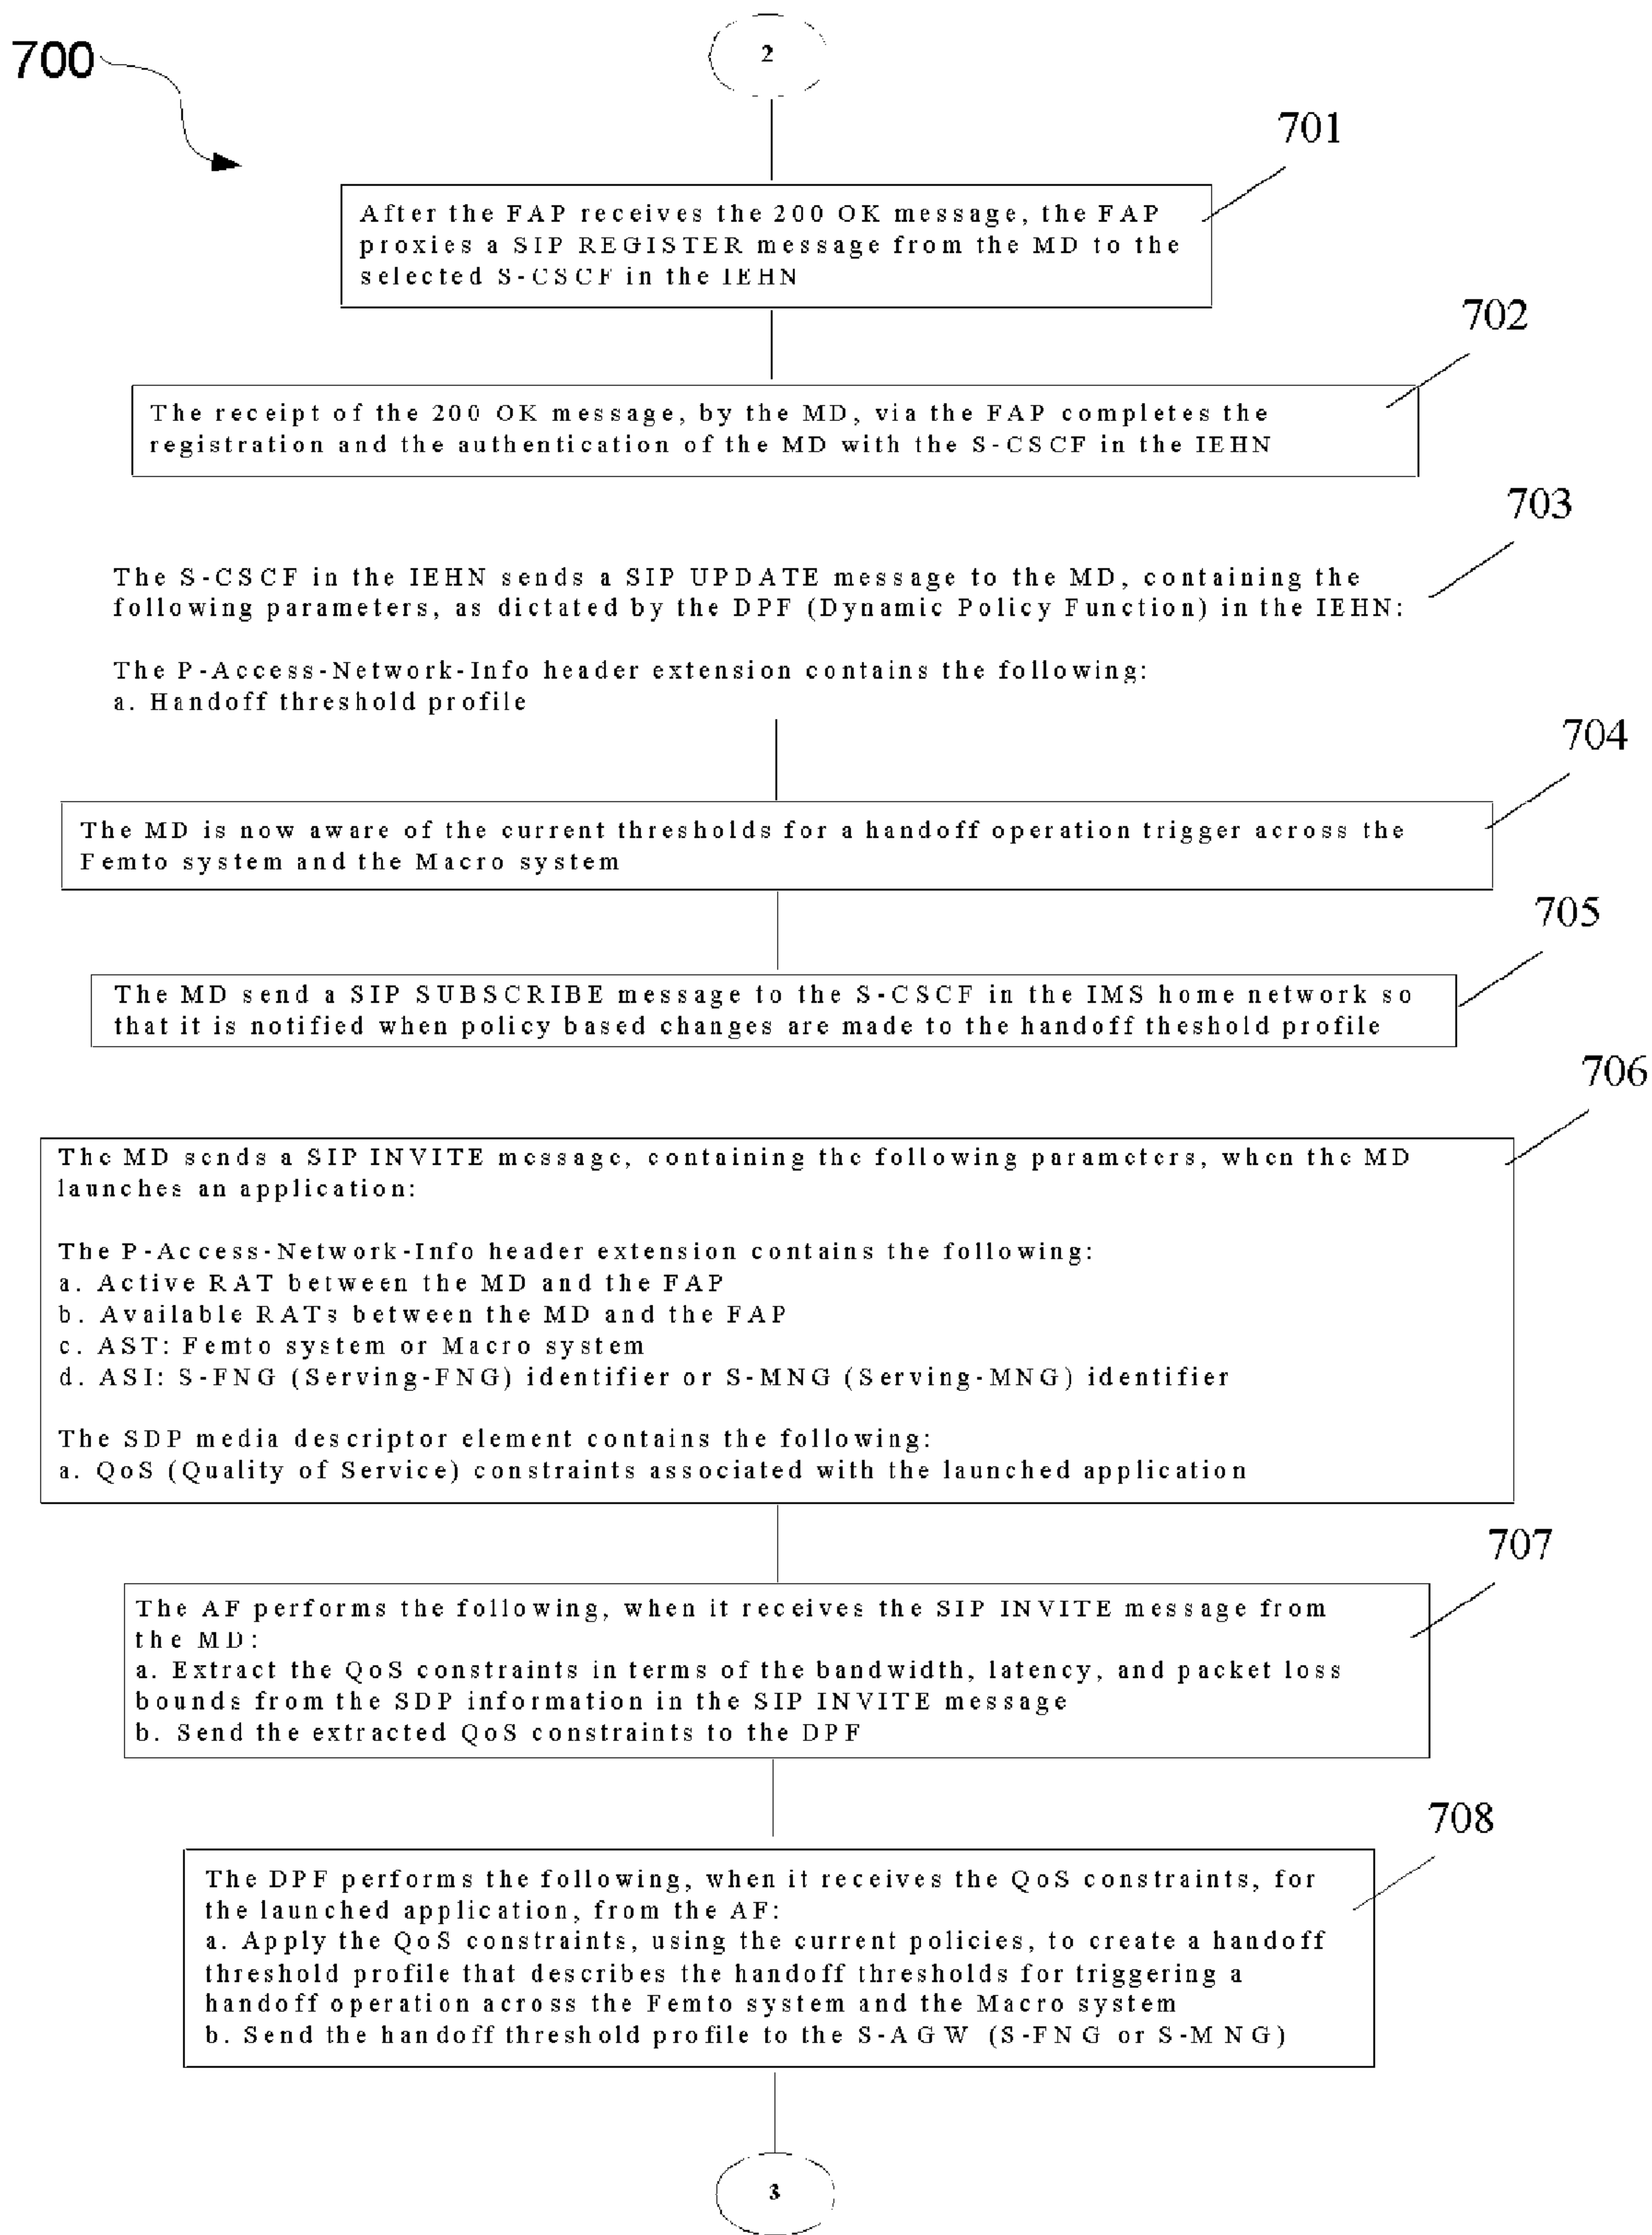 700
2
701
After the FAP receives the 200 OK message, the FAP
proxies a SIP REGISTER message from the MD to the
selected S-CSCF in the IEHN
702
The receipt of the 200 OK message, by the MD, via the FAP completes the
registration and the authentication of the MD with the S-CSCF in the IEHN
703
The S-CSCF in the IEHN sends a SIP UPDATE message to the MD, containing the
following parameters, as dictated by the DPF (Dynamic Policy Function) in the IEHN:
The P-Access-Network-Info header extension contains the following:
a. Handoff threshold profile
704
The MD is now aware of the current thresholds for a handoff operation trigger across the
Femto system and the Macro system
705
The MD send a SIP SUBSCRIBE message to the S-CSCF in the IMS home network so
that it is notified when policy based changes are made to the handoff theshold profile
706
The MD sends a SIP INVITE message, containing the following parameters, when the MD
launches an application:
The P-Access-Network-Info header extension contains the following:
a. Active RAT between the MD and the FAP
b. Available RATs between the MD and the FAP
c. AST: Femto system or Macro system
d. ASI: S-FNG (Serving-FNG) identifier or S-MNG (Serving-MNG) identifier
The SDP media descriptor element contains the following:
a. QoS (Quality of Service) constraints associated with the launched application
707
The AF performs the following, when it receives the SIP INVITE message from
the MD:
a. Extract the QoS constraints in terms of the bandwidth, latency, and packet loss
bounds from the SDP information in the SIP INVITE message
b. Send the extracted QoS constraints to the DPF
708
The DPF performs the following, when it receives the QoS constraints, for
the launched application, from the AF:
a. Apply the QoS constraints, using the current policies, to create a handoff
threshold profile that describes the handoff thresholds for triggering a
handoff operation across the Femto system and the Macro system
b. Send the handoff threshold profile to the S-AGW (S-FNG or S-MNG)
3